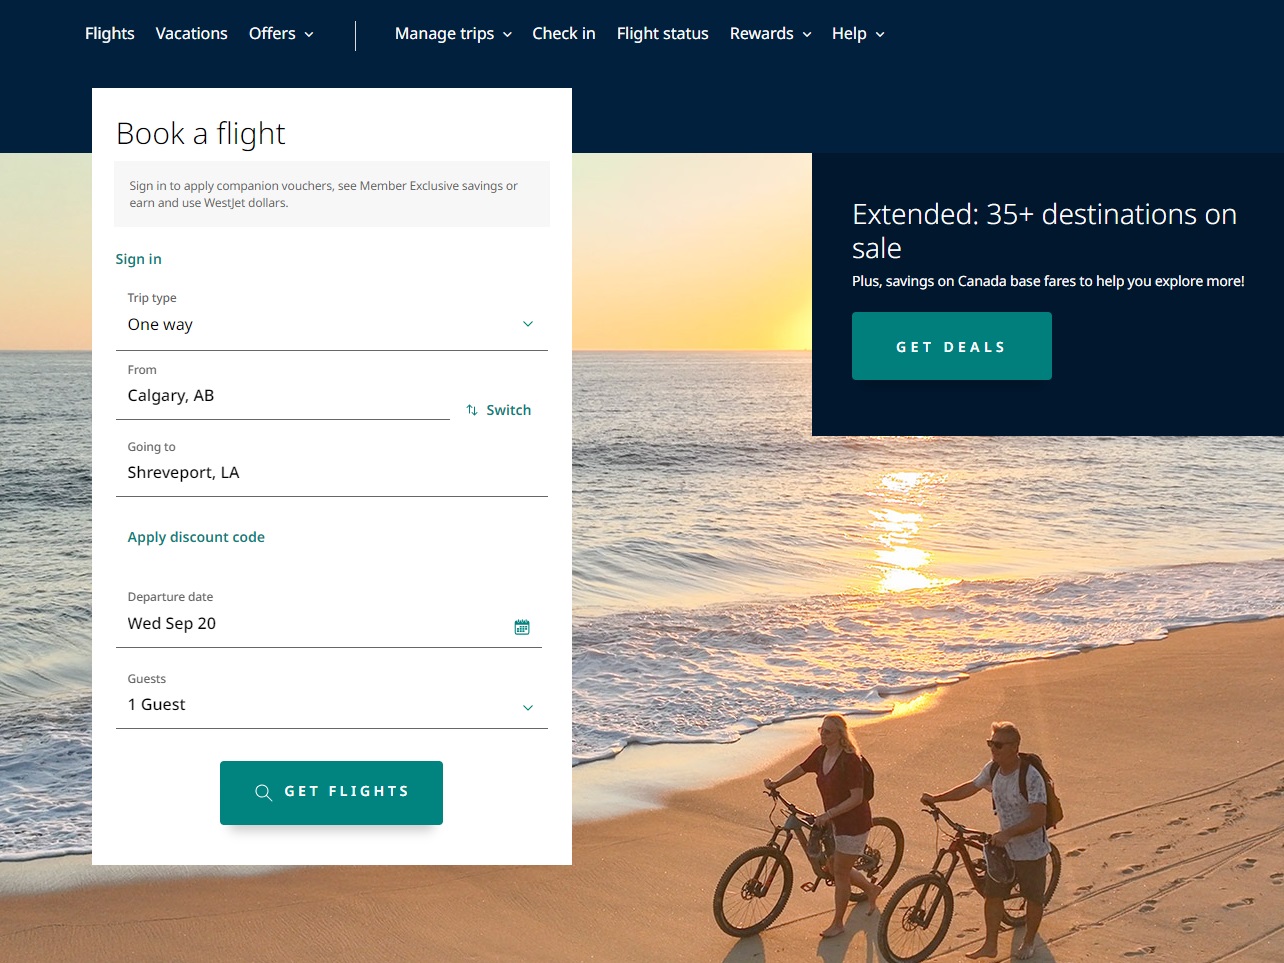 Flights Vacations Offers Manage trips Check in Flight status Rewards Help
Book a flight
Sign in to apply companion vouchers, see Member Exclusive savings or
earn and use WestJet dollars.
Sign in
Trip type
One way
From
Calgary, AB
Switch
Going to
Shreveport, LA
Apply discount code
Departure date
Wed Sep 20
Guests
1 Guest
GET FLIGHTS
Extended: 35+ destinations on
sale
Plus, savings on Canada base fares to help you explore more!
GET DEALS